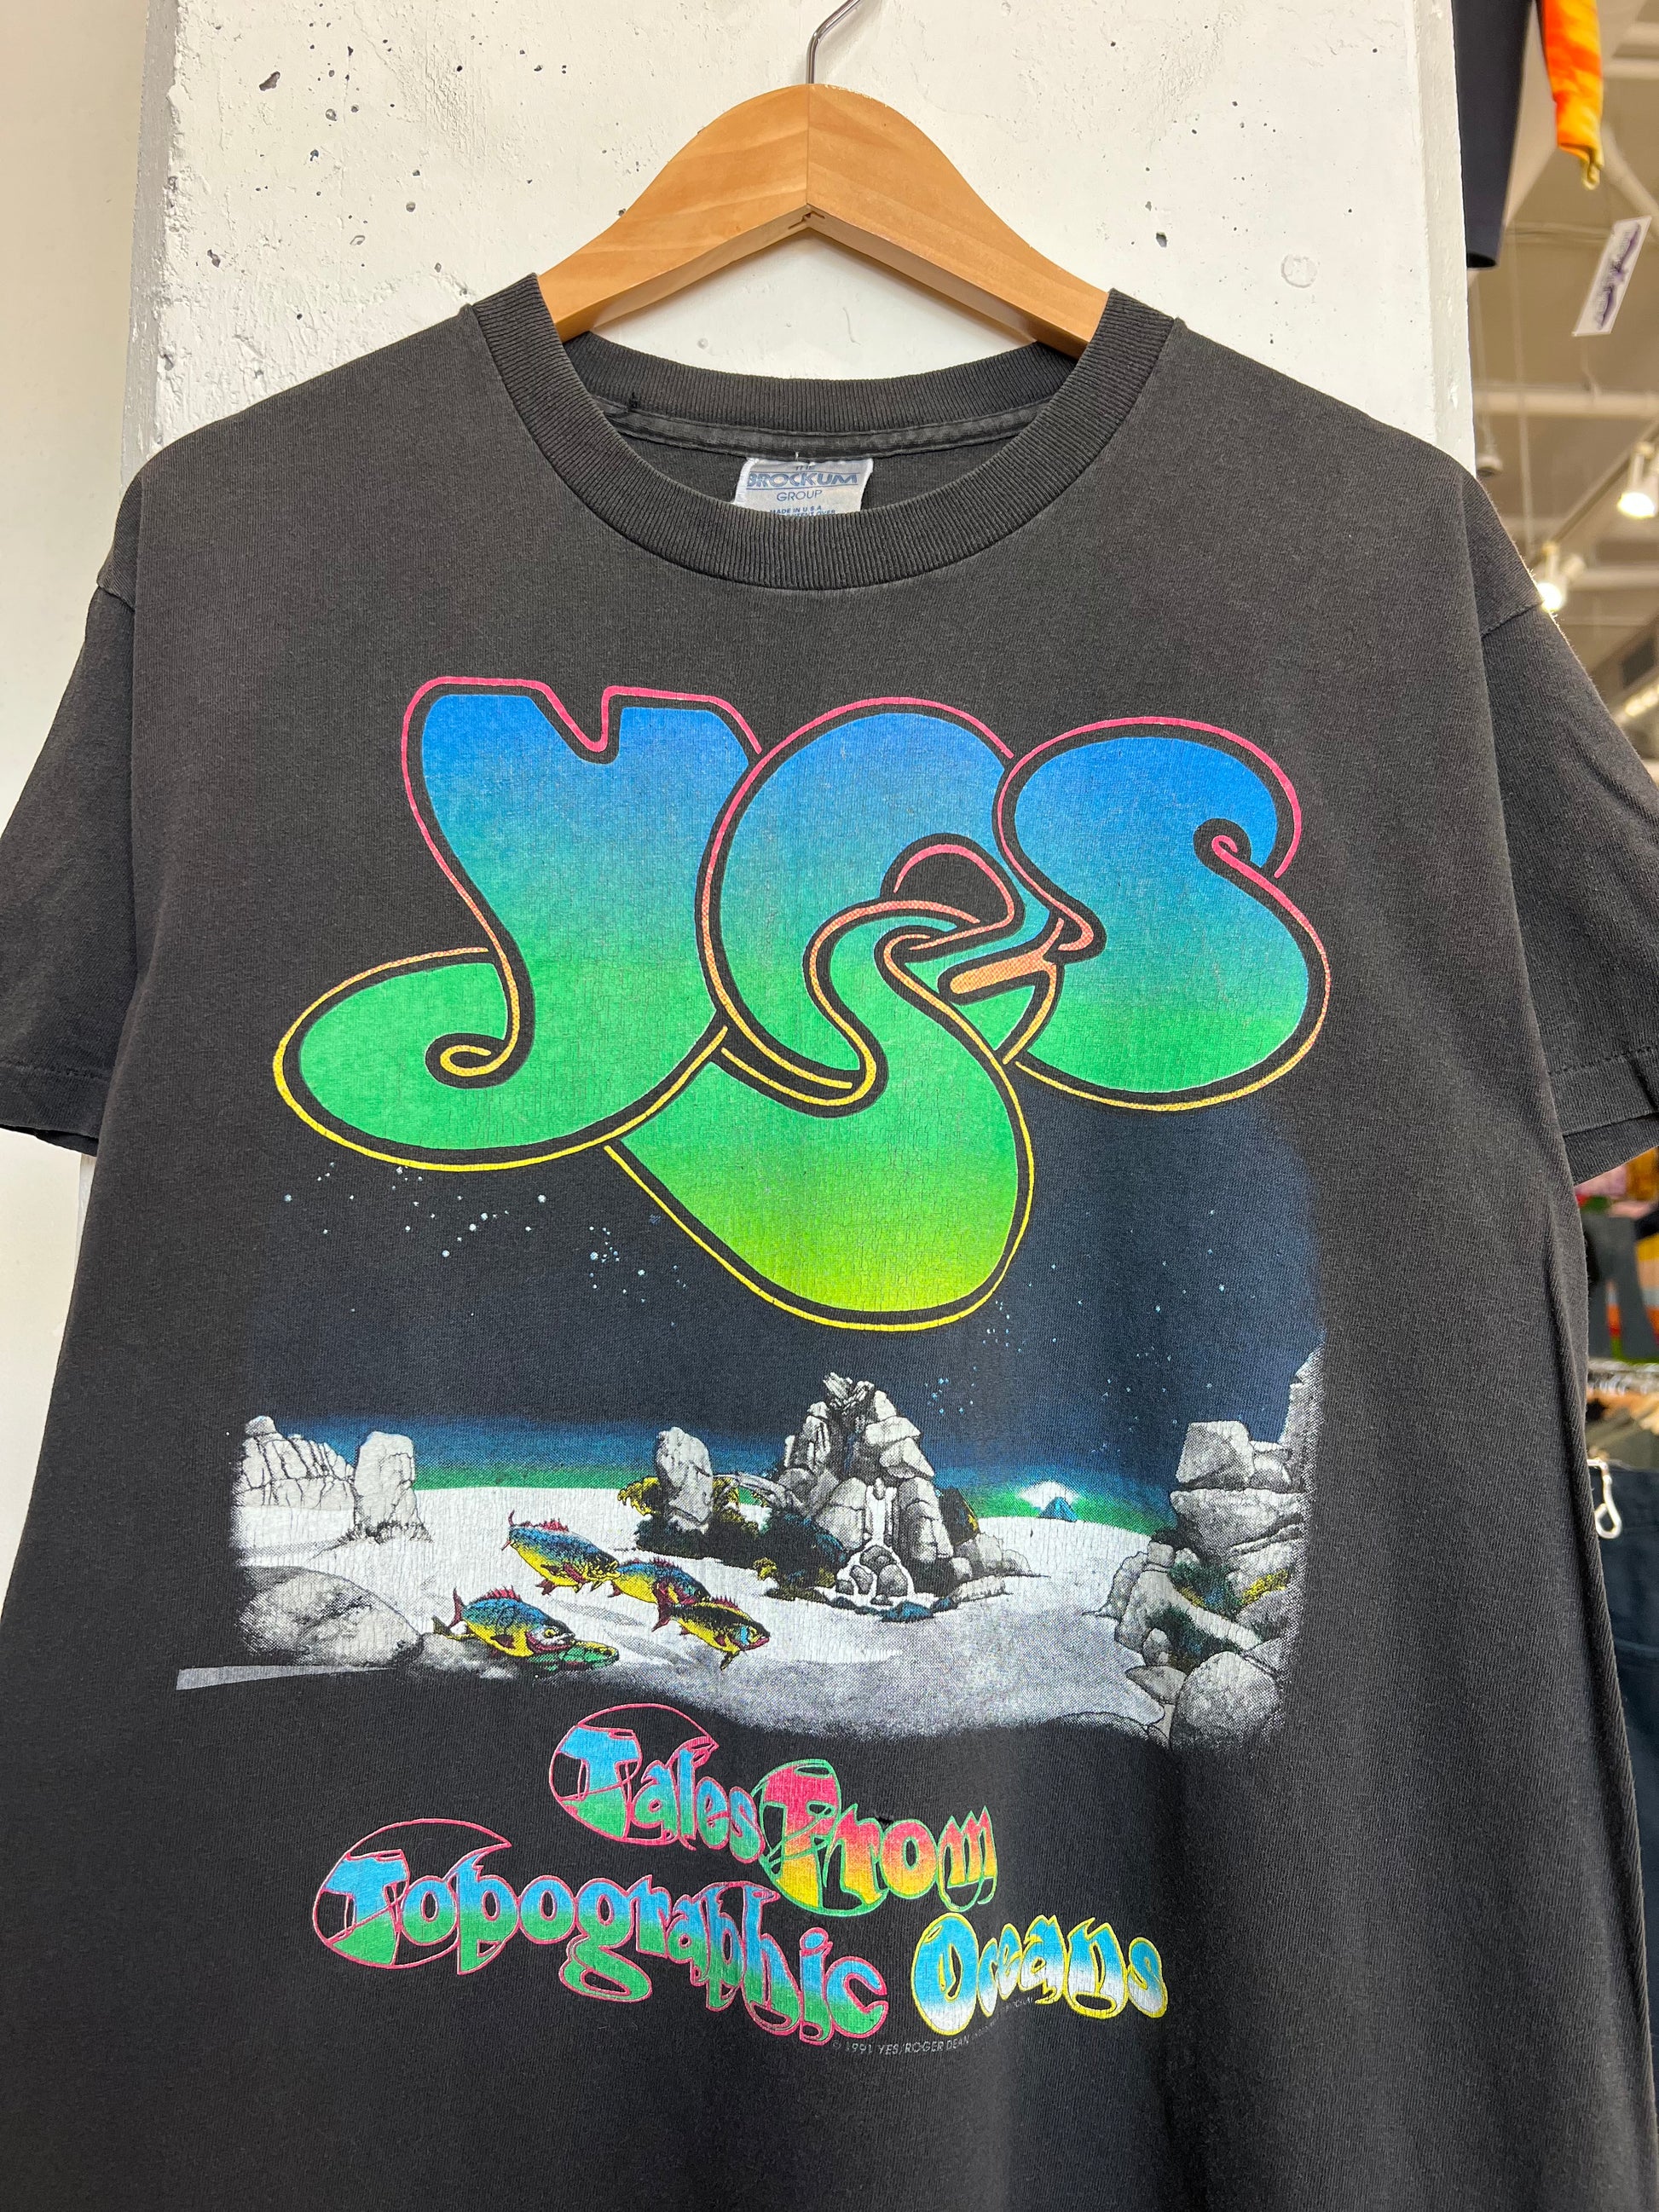 BROCKUM
GROUP
MADE IN U.S.A.
YES
Tales From
Topographic Oceans
© 1991 YES/ROGER DEAN